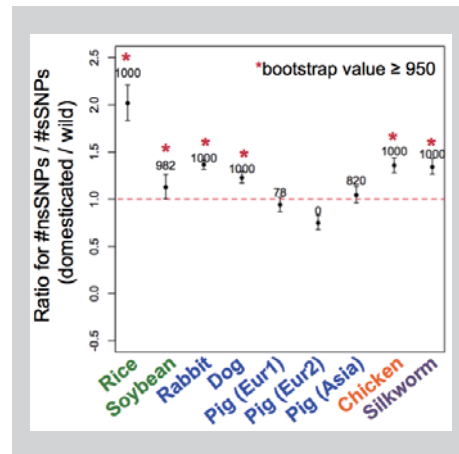 Ratio for #nsSNPs / #sSNPs
(domesticated / wild)
2.5
2.0
1.5
1.0
0.5
0.0
-0.5
*bootstrap value ≥ 950
* * * * * *
1000
982
1000
1000
78
0
820
1000
1000
Rice
Soybean
Rabbit
Dog
Pig (Eur1)
Pig (Eur2)
Pig (Asia)
Chicken
Silkworm